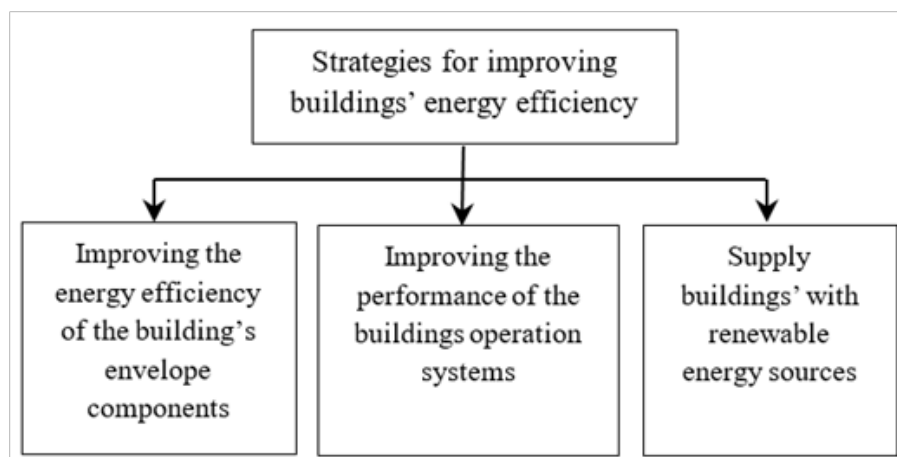 Strategies for improving
buildings’ energy efficiency
Improving the
energy efficiency
of the building’s
envelope
components
Improving the
performance of the
buildings operation
systems
Supply
buildings’ with
renewable
energy sources